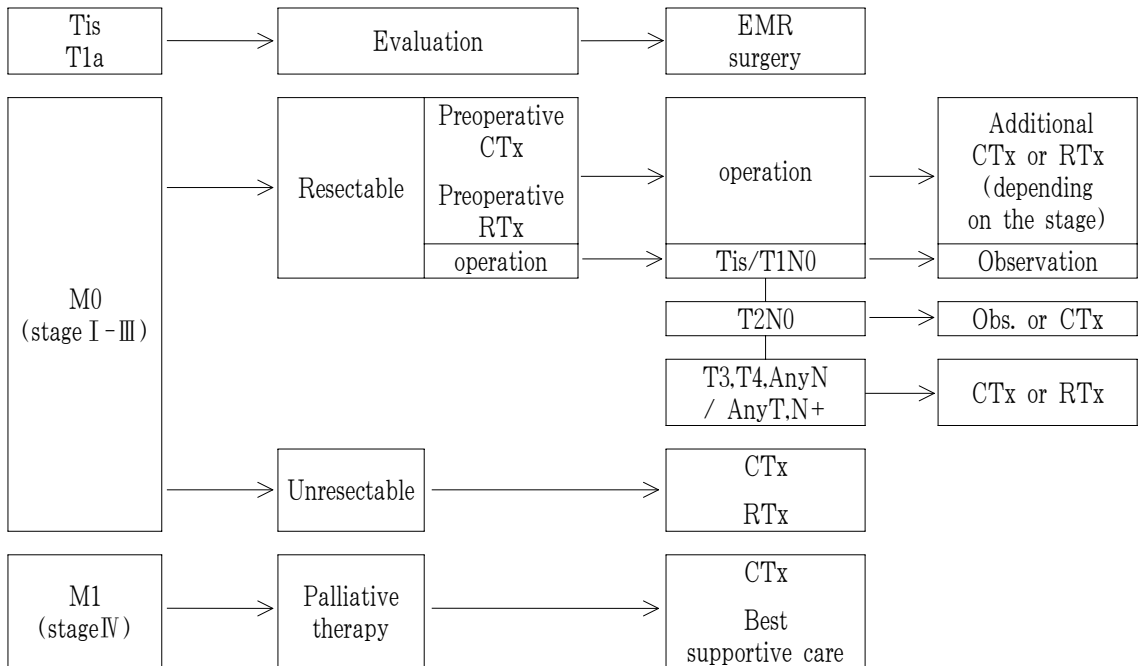 Tis
T1a
Evaluation
EMR
surgery
M0
(stage Ⅰ-Ⅲ)
Resectable
Preoperative
CTx
Preoperative
RTx
operation
operation
Additional
CTx or RTx
(depending
on the stage)
Tis/T1N0
Observation
T2N0
Obs. or CTx
T3,T4,AnyN
/ AnyT,N+
CTx or RTx
Unresectable
CTx
RTx
M1
(stageⅣ)
Palliative
therapy
CTx
Best
supportive care